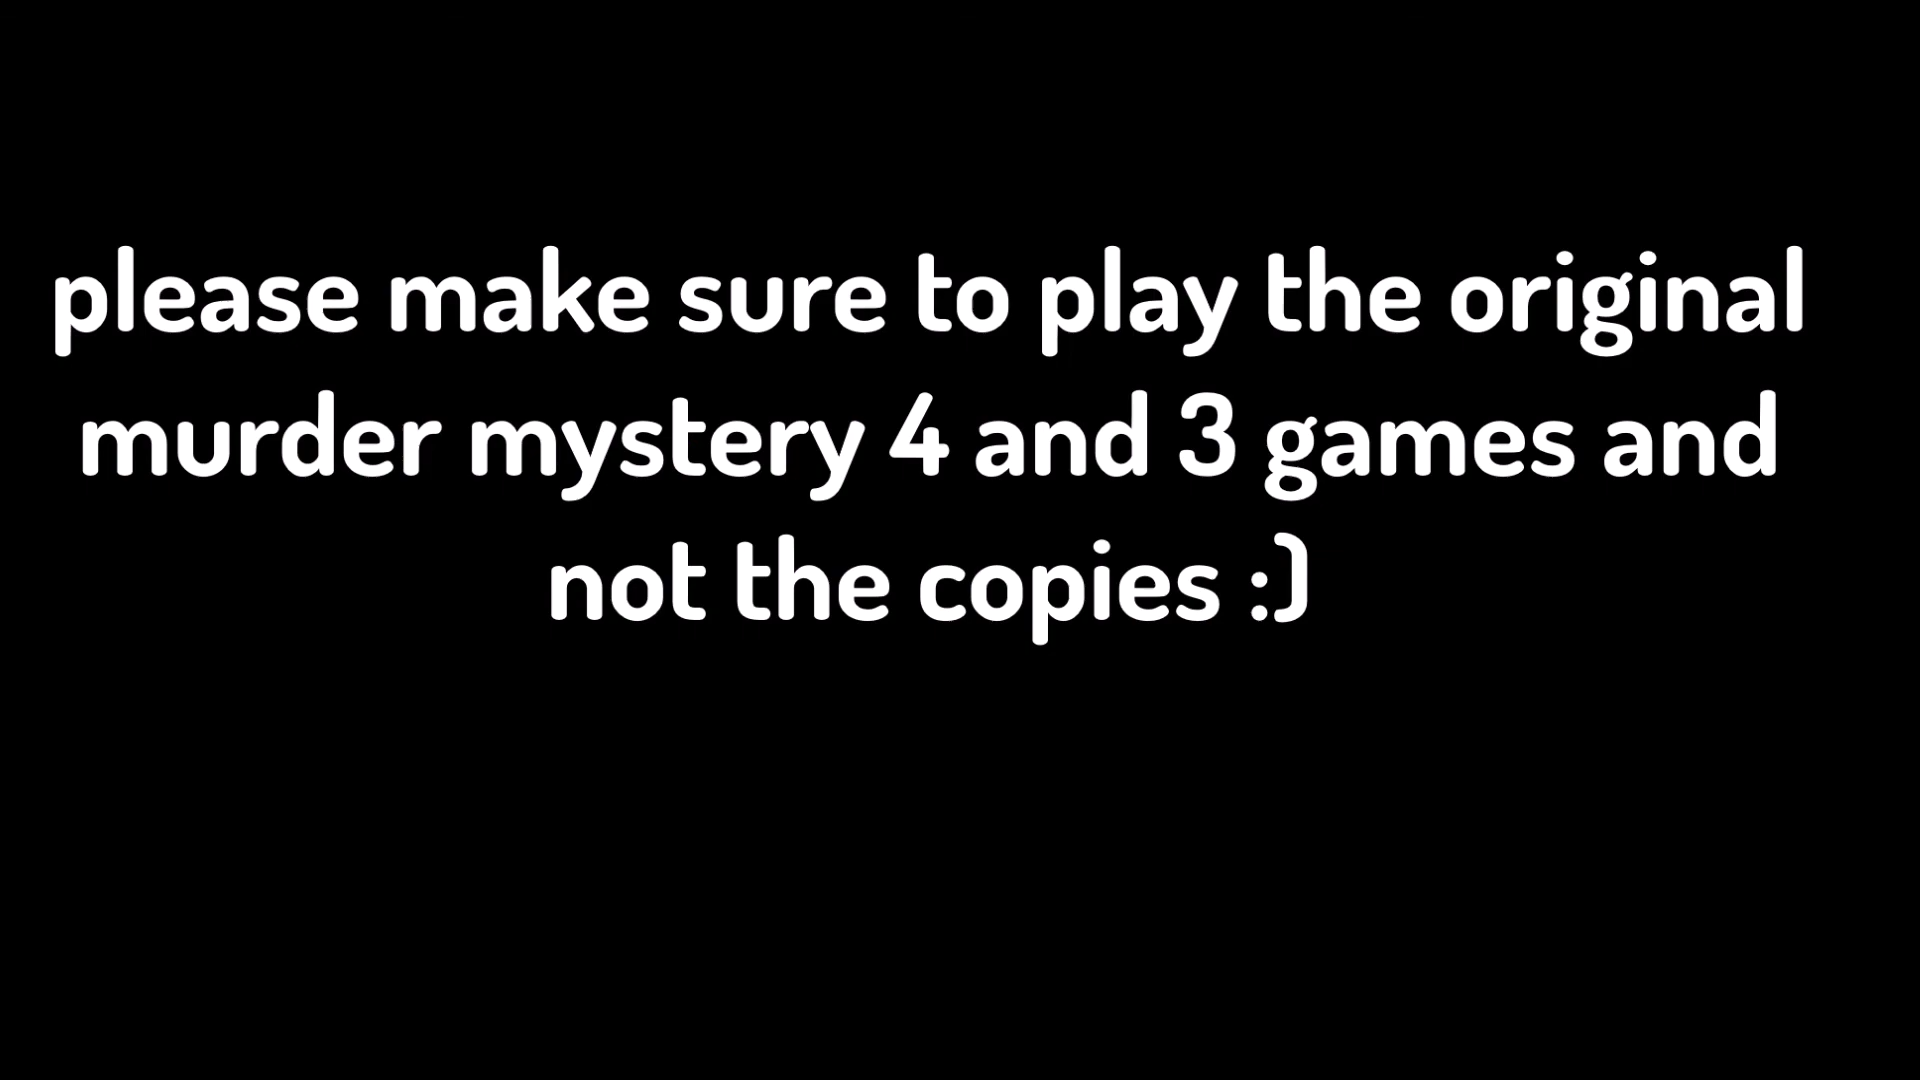 please make sure to play the original
murder mystery 4 and 3 games and
not the copies :)